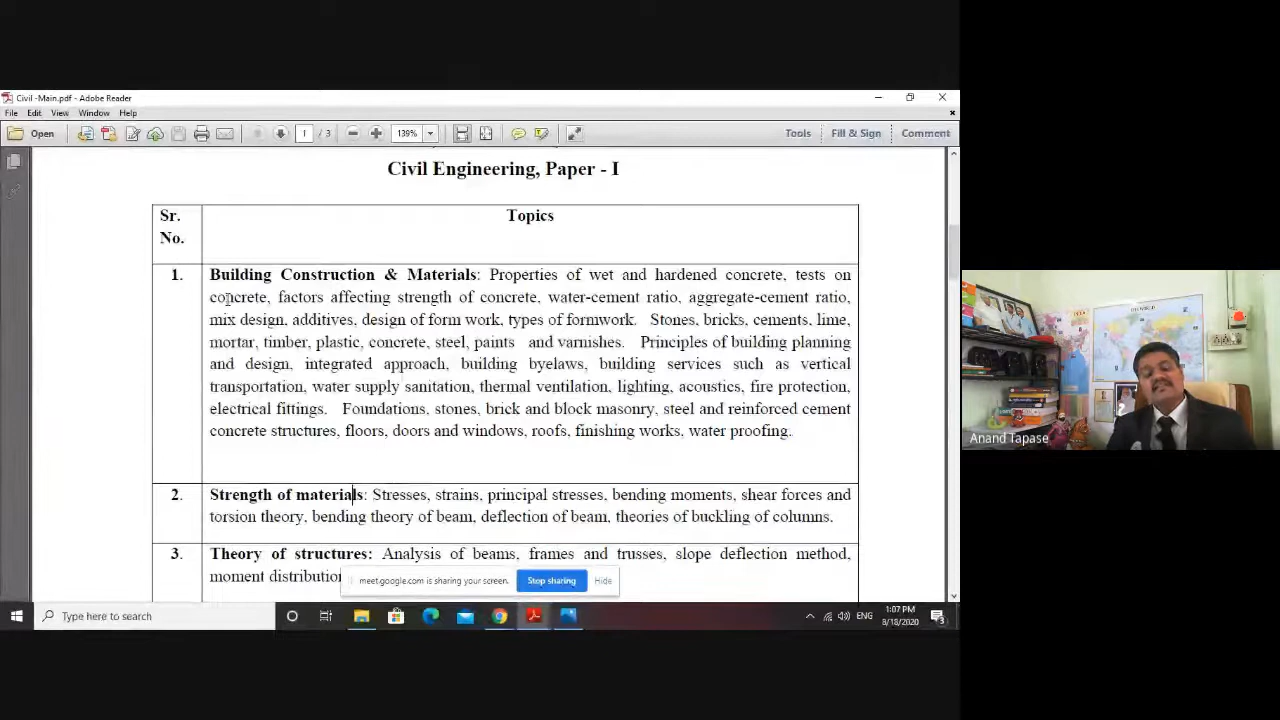 Civil -Main.pdf - Adobe Reader
File Edit View Window Help
Open 1 / 3 139% Tools Fill & Sign Comment
Civil Engineering, Paper - I
Sr. No. Topics
1. Building Construction & Materials: Properties of wet and hardened concrete, tests on
concrete, factors affecting strength of concrete, water-cement ratio, aggregate-cement ratio,
mix design, additives, design of form work, types of formwork. Stones, bricks, cements, lime,
mortar, timber, plastic, concrete, steel, paints and varnishes. Principles of building planning
and design, integrated approach, building byelaws, building services such as vertical
transportation, water supply sanitation, thermal ventilation, lighting, acoustics, fire protection,
electrical fittings. Foundations, stones, brick and block masonry, steel and reinforced cement
concrete structures, floors, doors and windows, roofs, finishing works, water proofing.
2. Strength of materials: Stresses, strains, principal stresses, bending moments, shear forces and
torsion theory, bending theory of beam, deflection of beam, theories of buckling of columns.
3. Theory of structures: Analysis of beams, frames and trusses, slope deflection method,
moment distribution
meet.google.com is sharing your screen. Stop sharing Hide
Type here to search
ENG 1:07 PM
8/18/2020
3
Anand Tapase